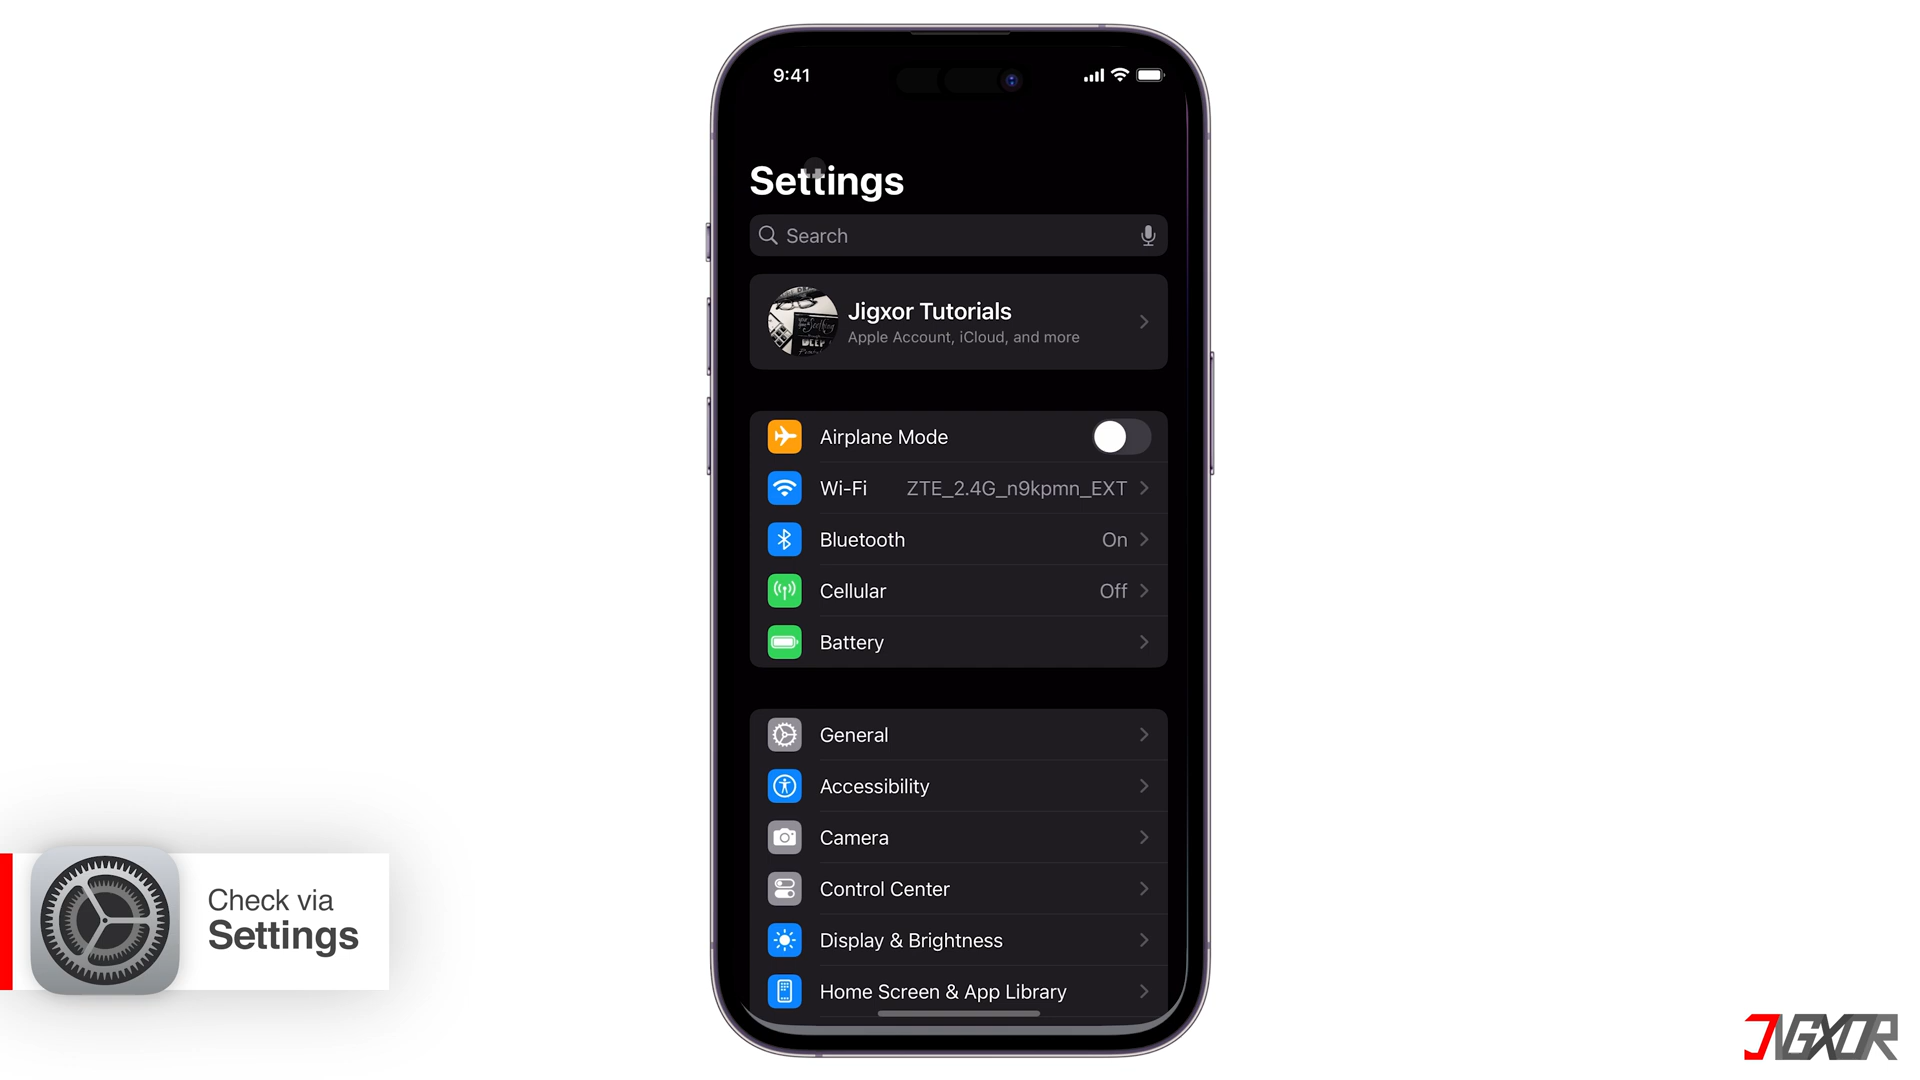 9:41
Settings
Search
Jigxor Tutorials
Apple Account, iCloud, and more
Airplane Mode
Wi-Fi ZTE_2.4G_n9kpmn_EXT
Bluetooth On
Cellular Off
Battery
General
Accessibility
Camera
Control Center
Display & Brightness
Home Screen & App Library
Check via
Settings
JIGXOR